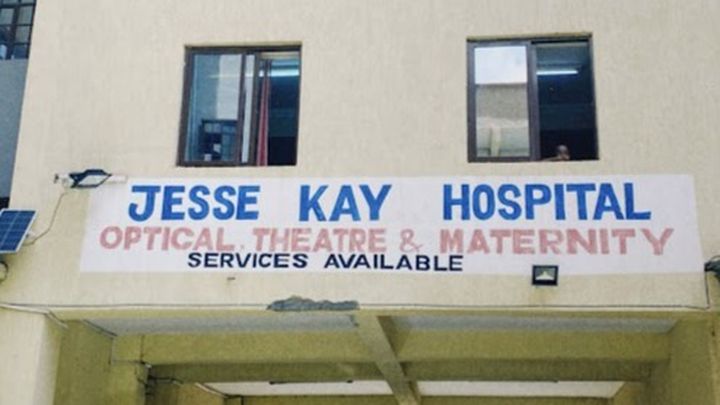 JESSE KAY HOSPITAL
OPTICAL, THEATRE & MATERNITY
SERVICES AVAILABLE